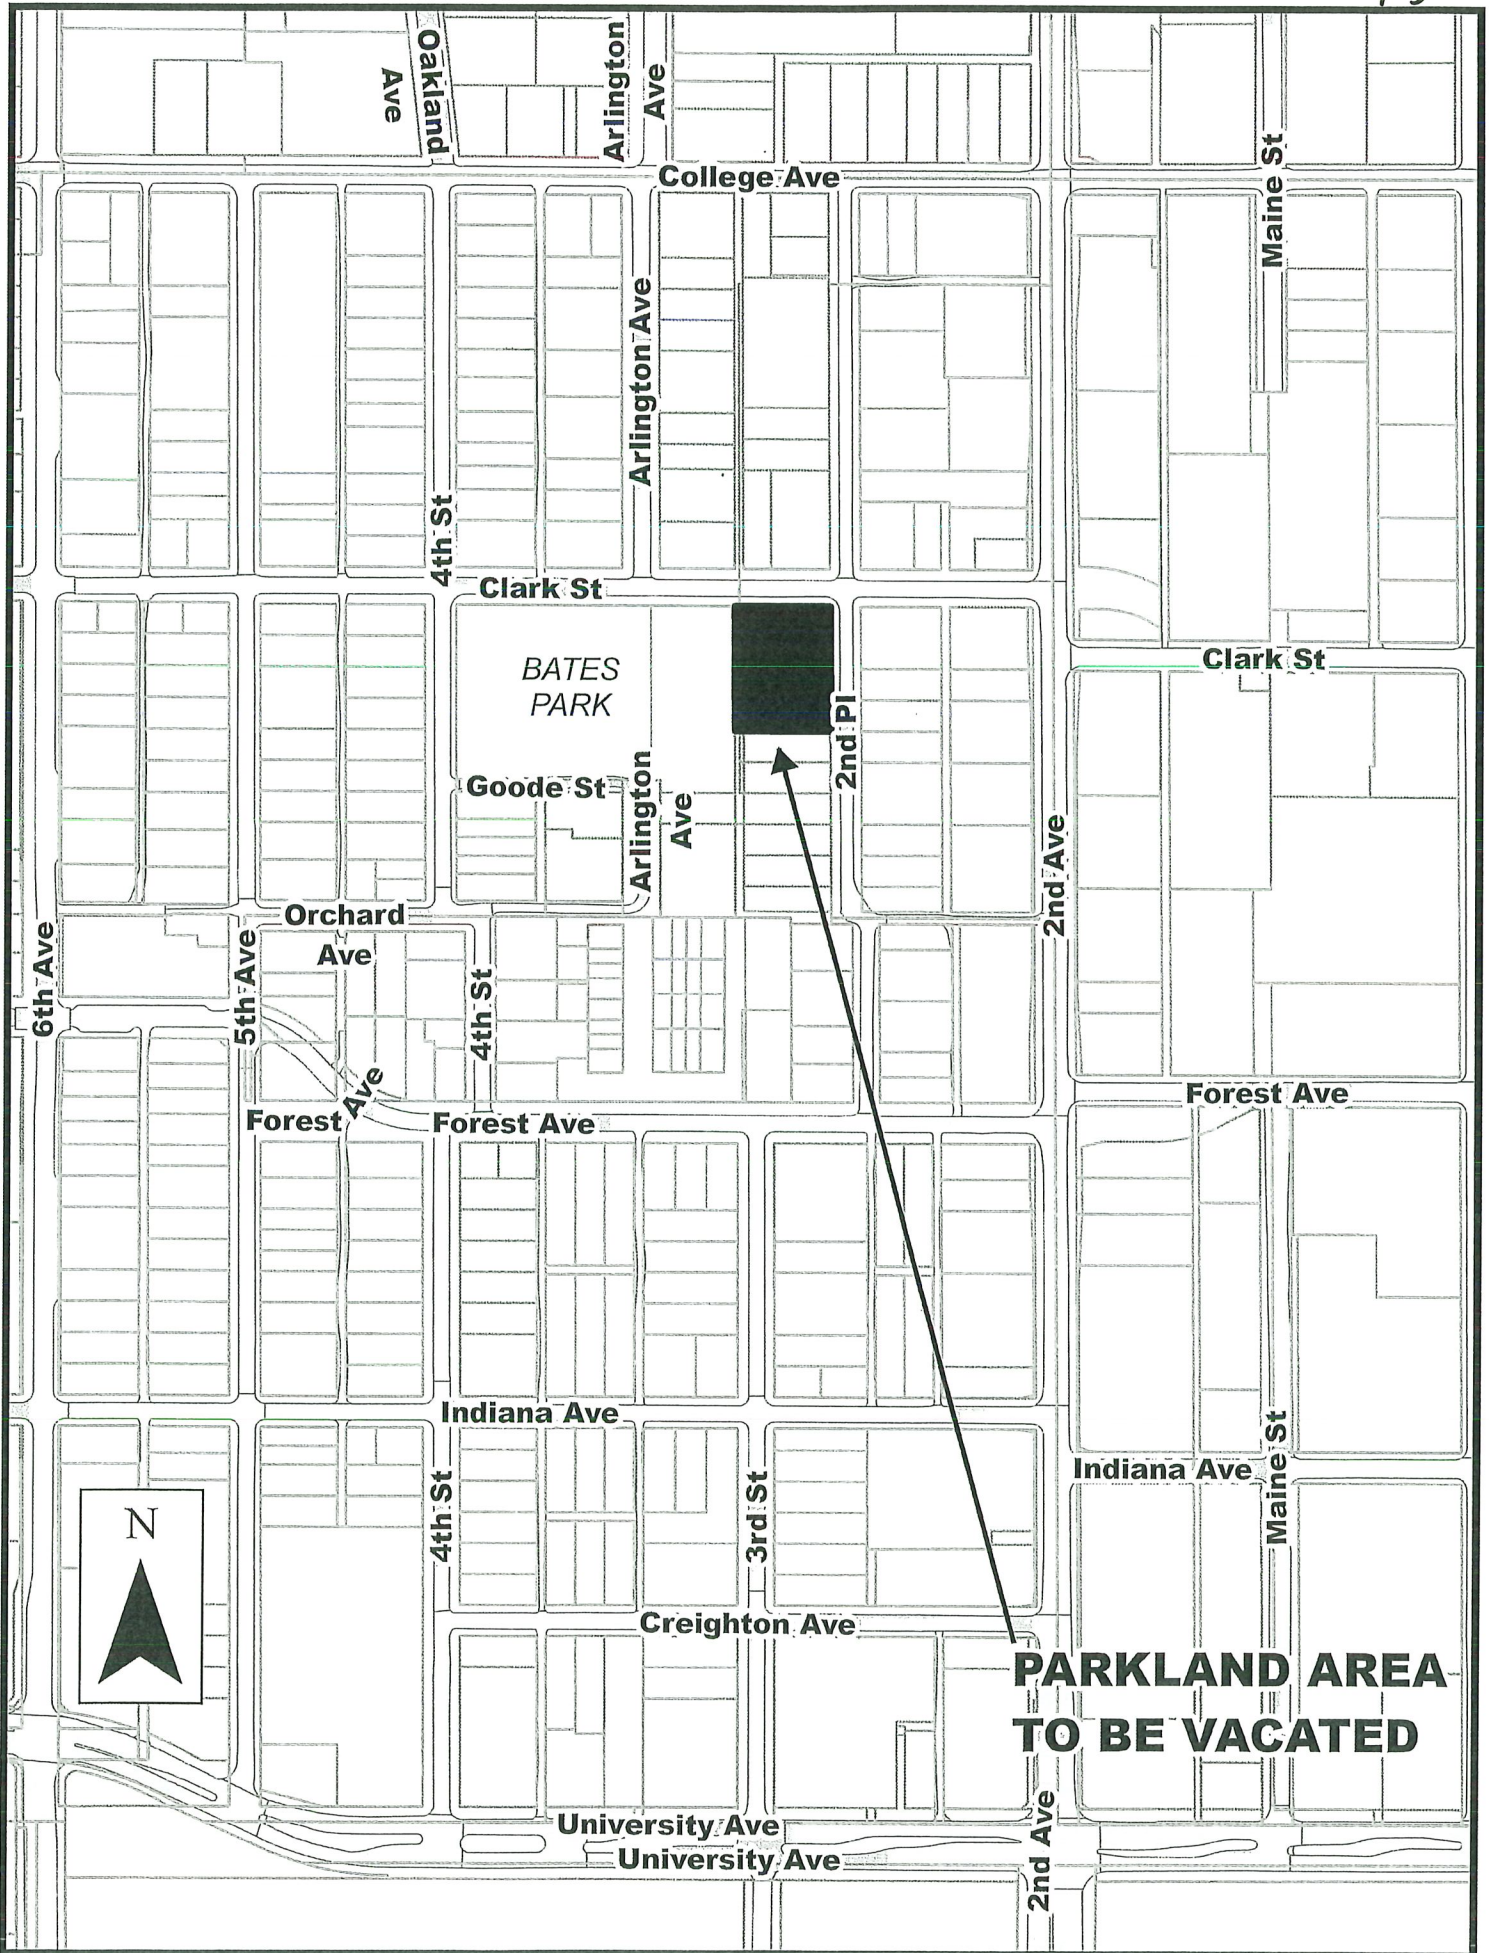 Oakland
Ave
Arlington
Ave
College Ave
Maine St
Arlington Ave
4th St
Clark St
BATES
PARK
Clark St
2nd Pl
Goode St
Arlington
Ave
2nd Ave
Orchard
Ave
6th Ave
5th Ave
4th St
Forest Ave
Forest Ave
Forest Ave
Indiana Ave
Indiana Ave
Maine St
4th St
3rd St
N
Creighton Ave
PARKLAND AREA
TO BE VACATED
University Ave
University Ave
2nd Ave